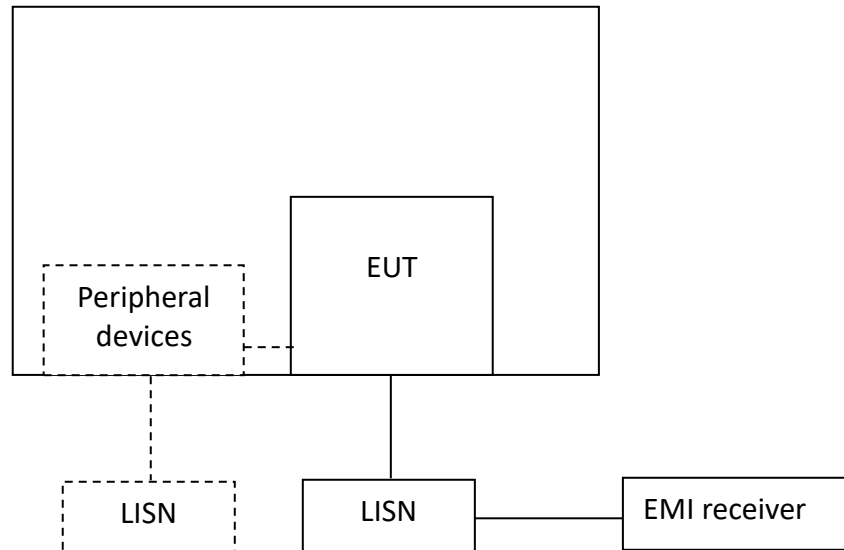 EUT
Peripheral
devices
LISN
LISN
EMI receiver